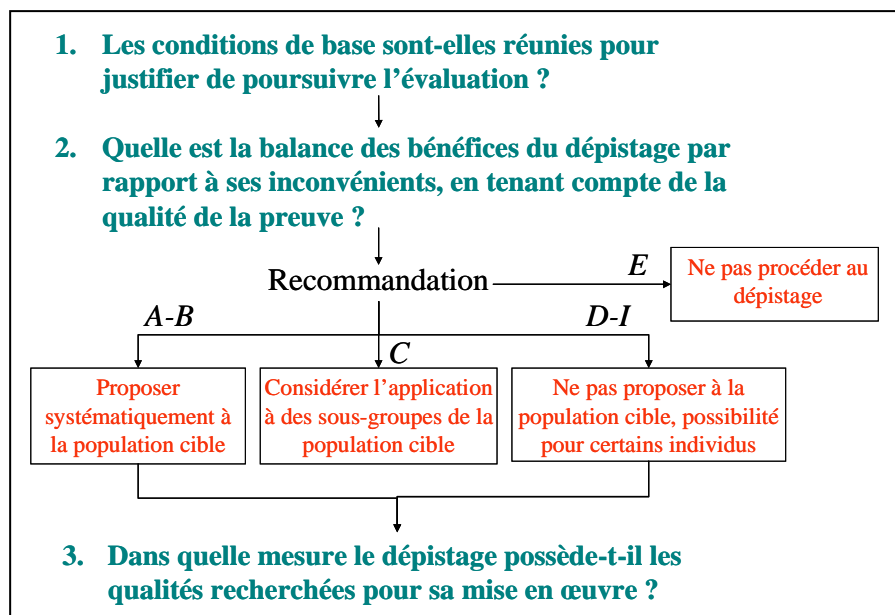 1. Les conditions de base sont-elles réunies pour
justifier de poursuivre l’évaluation ?
2. Quelle est la balance des bénéfices du dépistage par
rapport à ses inconvénients, en tenant compte de la
qualité de la preuve ?
Recommandation
E
Ne pas procéder au
dépistage
A-B
C
D-I
Proposer
systématiquement à
la population cible
Considérer l’application
à des sous-groupes de la
population cible
Ne pas proposer à la
population cible, possibilité
pour certains individus
3. Dans quelle mesure le dépistage possède-t-il les
qualités recherchées pour sa mise en œuvre ?